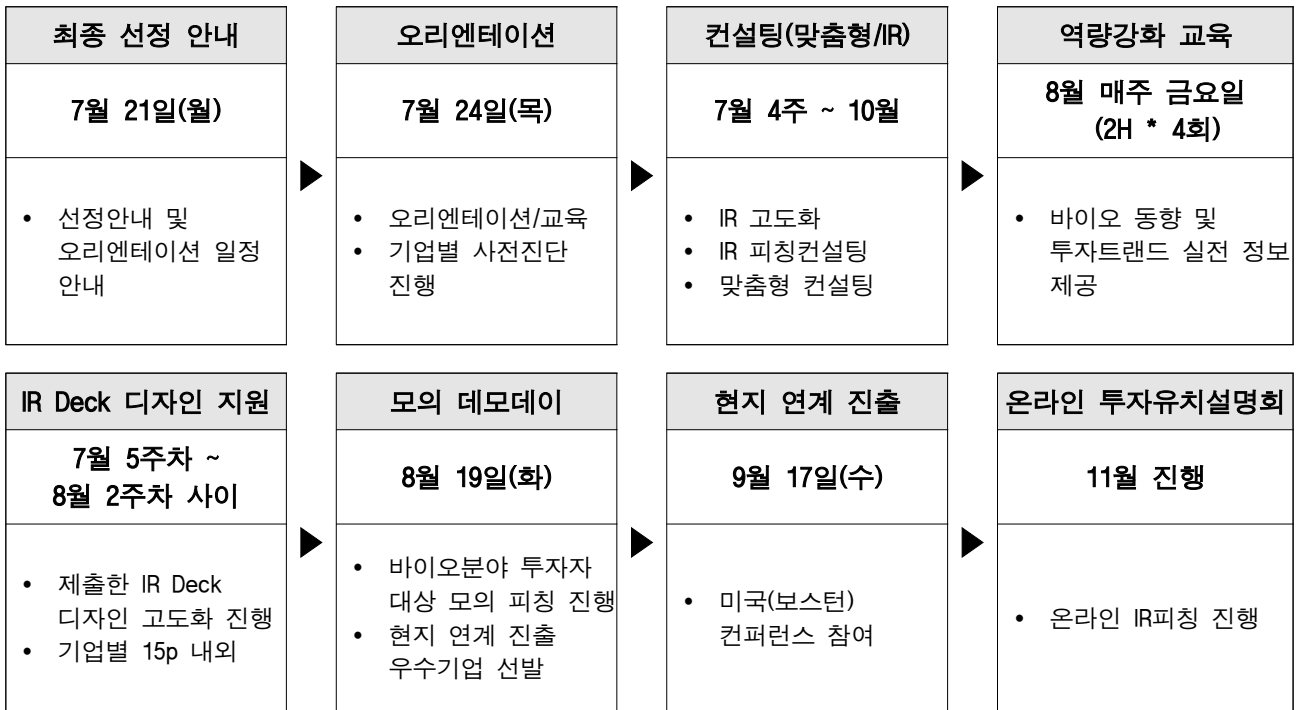 최종 선정 안내
7월 21일(월)
• 선정안내 및
오리엔테이션 일정
안내
오리엔테이션
7월 24일(목)
• 오리엔테이션/교육
• 기업별 사전진단
진행
컨설팅(맞춤형/IR)
7월 4주 ~ 10월
• IR 고도화
• IR 피칭컨설팅
• 맞춤형 컨설팅
역량강화 교육
8월 매주 금요일
(2H * 4회)
• 바이오 동향 및
투자트랜드 실전 정보
제공
IR Deck 디자인 지원
7월 5주차 ~
8월 2주차 사이
• 제출한 IR Deck
디자인 고도화 진행
• 기업별 15p 내외
모의 데모데이
8월 19일(화)
• 바이오분야 투자자
대상 모의 피칭 진행
• 현지 연계 진출
우수기업 선발
현지 연계 진출
9월 17일(수)
• 미국(보스턴)
컨퍼런스 참여
온라인 투자유치설명회
11월 진행
• 온라인 IR피칭 진행